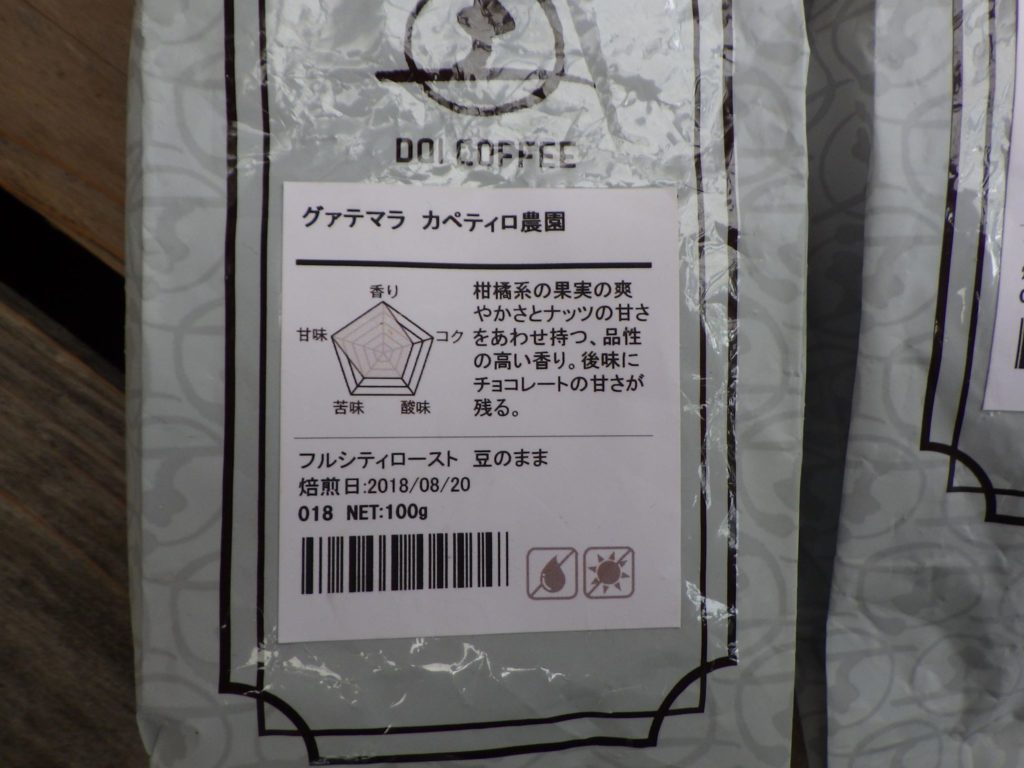 DOI COFFEE
グァテマラ カペティロ農園
香り
甘味
コク
苦味
酸味
柑橘系の果実の爽
やかさとナッツの甘さ
をあわせ持つ、品性
の高い香り。後味に
チョコレートの甘さが
残る。
フルシティロースト 豆のまま
焙煎日:2018/08/20
018 NET:100g